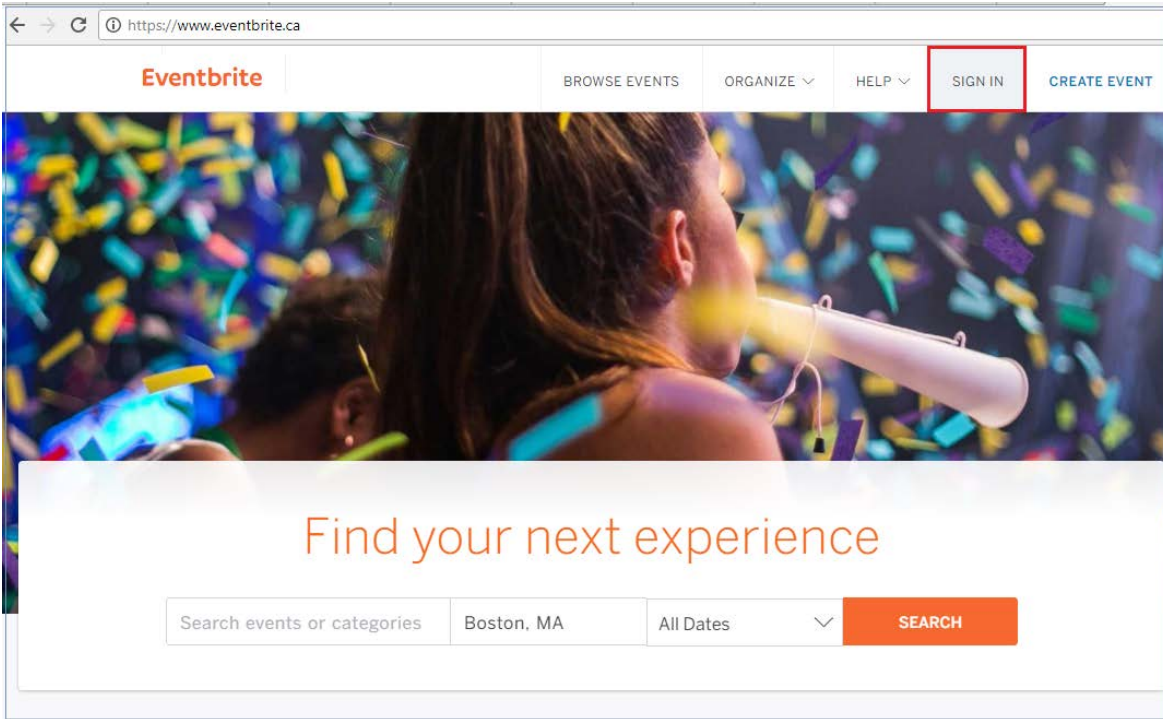 https://www.eventbrite.ca
Eventbrite BROWSE EVENTS ORGANIZE HELP SIGN IN CREATE EVENT
Find your next experience
Search events or categories Boston, MA All Dates SEARCH